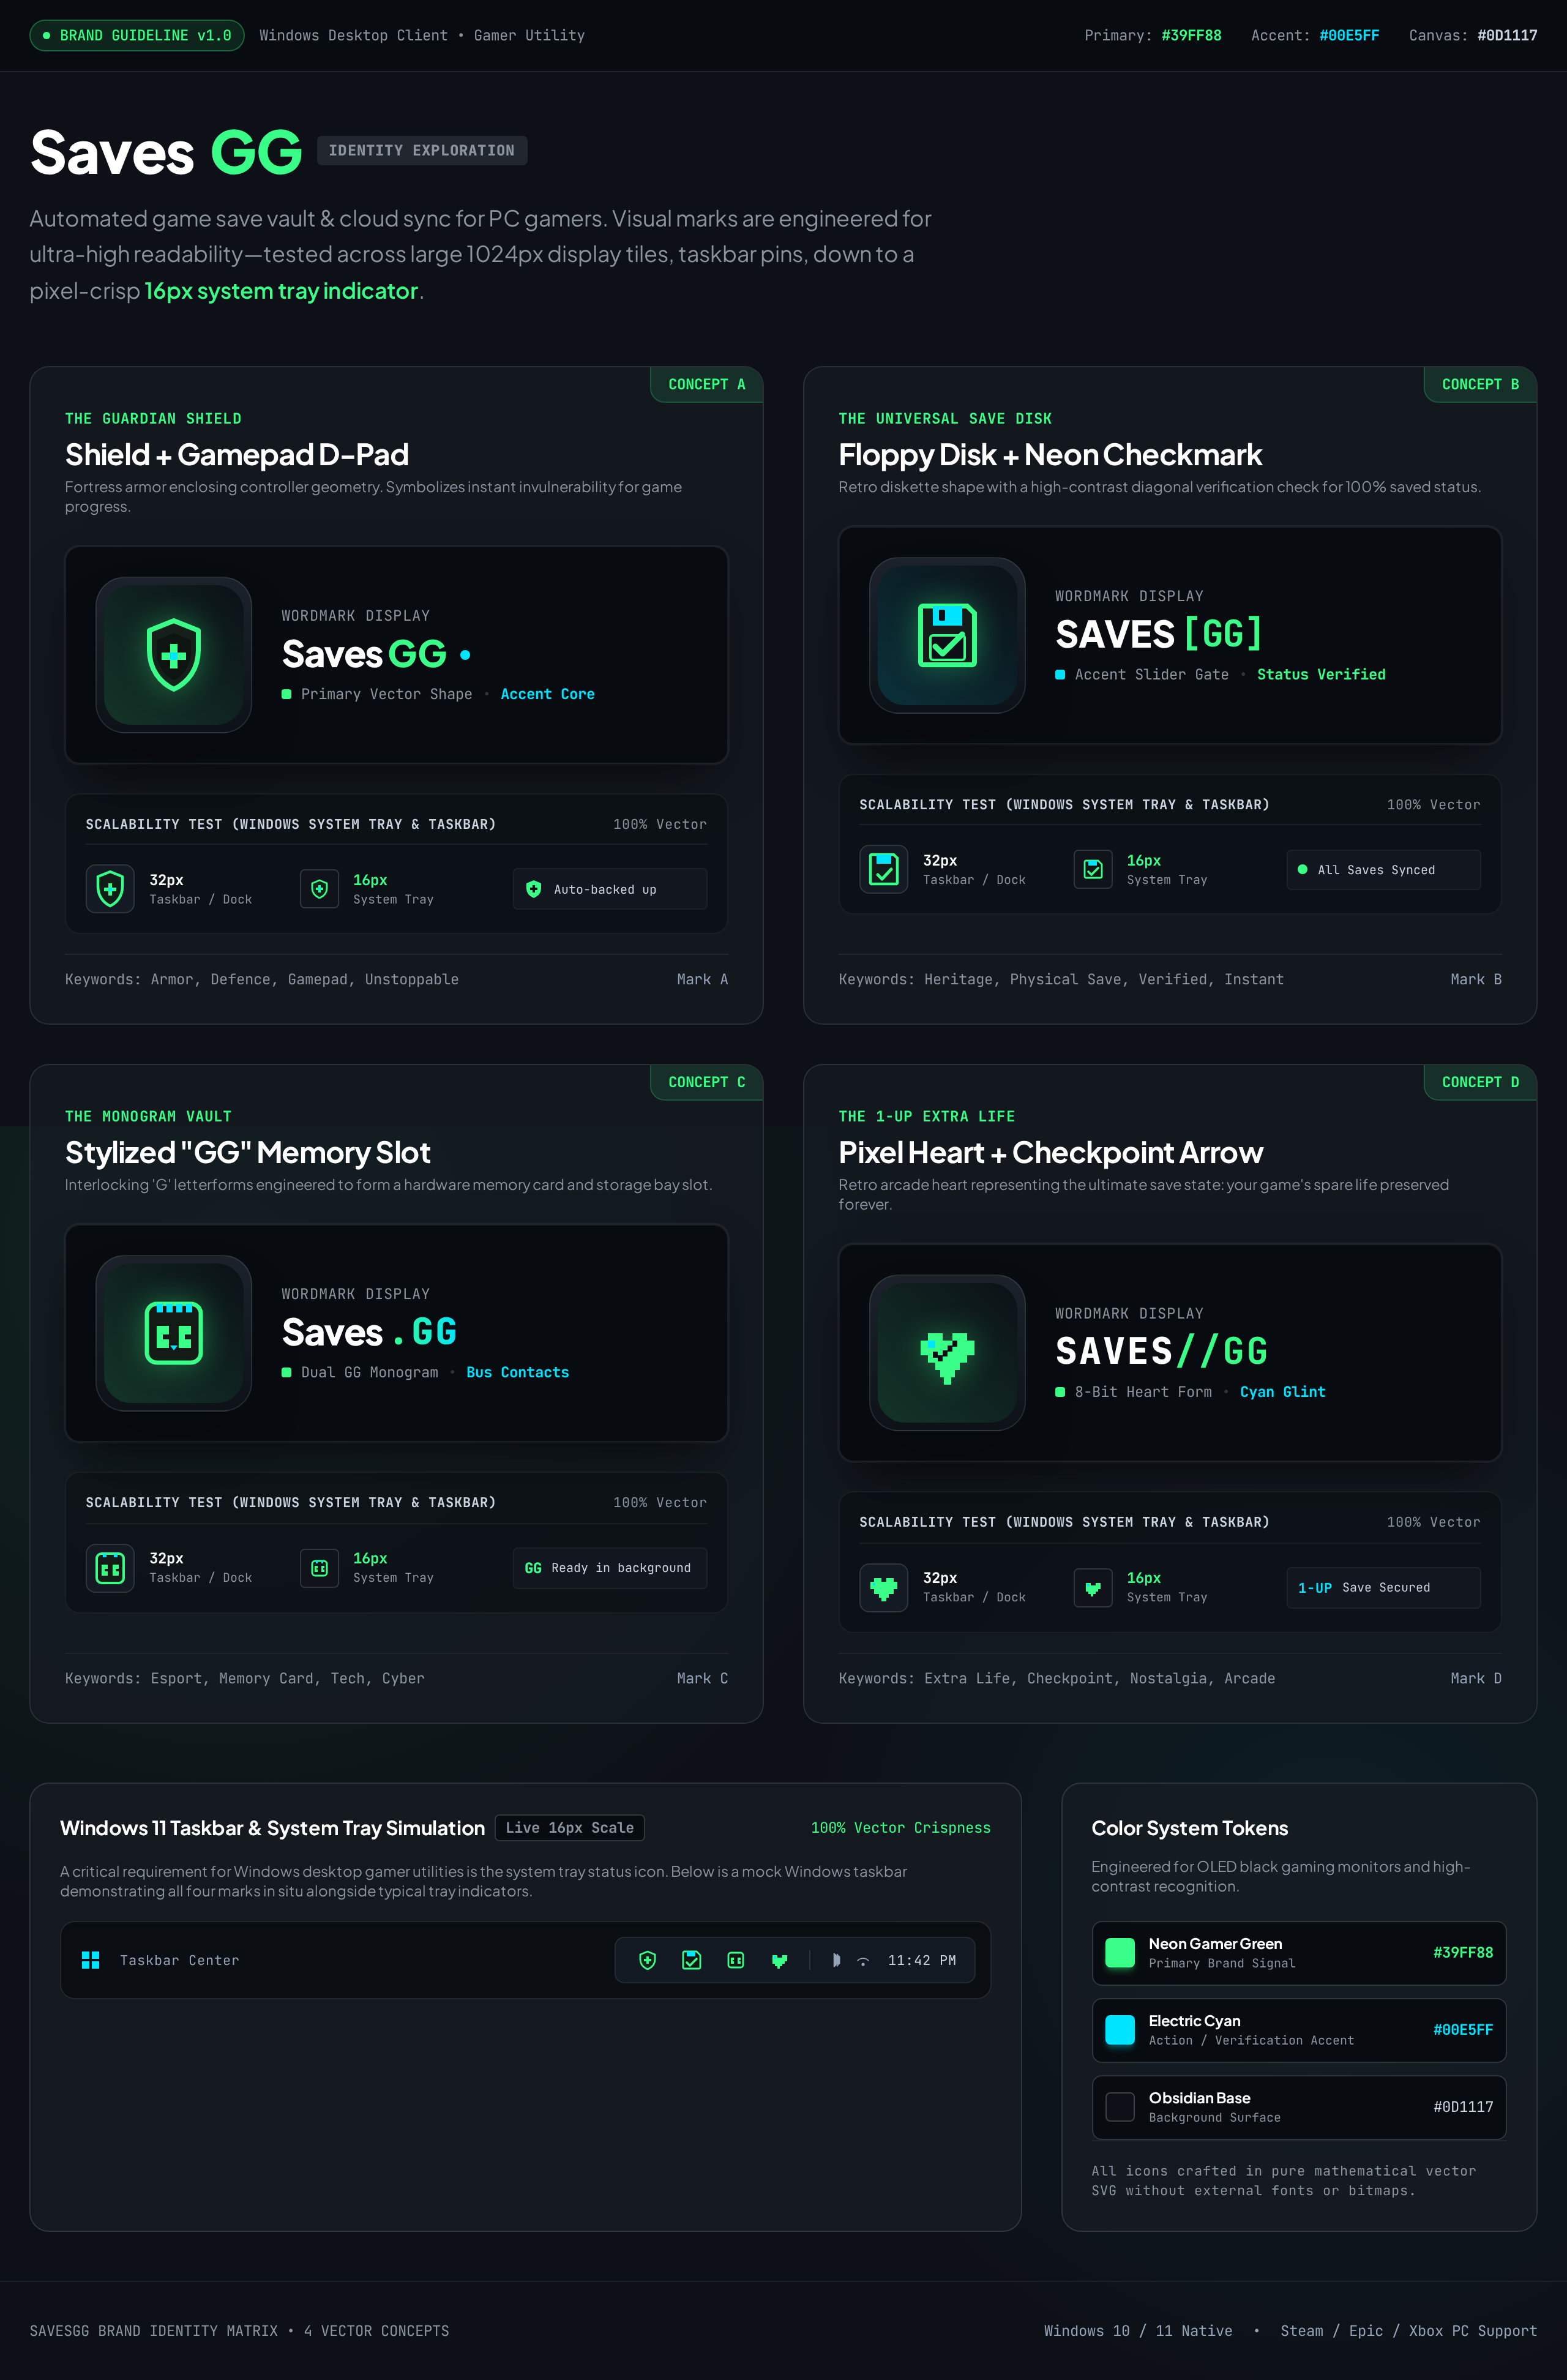 BRAND GUIDELINE v1.0
Windows Desktop Client • Gamer Utility
Primary: #39FF88
Accent: #00E5FF
Canvas: #0D1117
Saves GG
IDENTITY EXPLORATION
Automated game save vault & cloud sync for PC gamers. Visual marks are engineered for
ultra-high readability—tested across large 1024px display tiles, taskbar pins, down to a
pixel-crisp 16px system tray indicator.
CONCEPT A
THE GUARDIAN SHIELD
Shield + Gamepad D-Pad
Fortress armor enclosing controller geometry. Symbolizes instant invulnerability for game
progress.
WORDMARK DISPLAY
Saves GG •
Primary Vector Shape • Accent Core
SCALABILITY TEST (WINDOWS SYSTEM TRAY & TASKBAR)
100% Vector
32px
Taskbar / Dock
16px
System Tray
Auto-backed up
Keywords: Armor, Defence, Gamepad, Unstoppable
Mark A
CONCEPT B
THE UNIVERSAL SAVE DISK
Floppy Disk + Neon Checkmark
Retro diskette shape with a high-contrast diagonal verification check for 100% saved status.
WORDMARK DISPLAY
SAVES [GG]
Accent Slider Gate • Status Verified
SCALABILITY TEST (WINDOWS SYSTEM TRAY & TASKBAR)
100% Vector
32px
Taskbar / Dock
16px
System Tray
All Saves Synced
Keywords: Heritage, Physical Save, Verified, Instant
Mark B
CONCEPT C
THE MONOGRAM VAULT
Stylized "GG" Memory Slot
Interlocking 'G' letterforms engineered to form a hardware memory card and storage bay slot.
WORDMARK DISPLAY
Saves .GG
Dual GG Monogram • Bus Contacts
SCALABILITY TEST (WINDOWS SYSTEM TRAY & TASKBAR)
100% Vector
32px
Taskbar / Dock
16px
System Tray
GG Ready in background
Keywords: Esport, Memory Card, Tech, Cyber
Mark C
CONCEPT D
THE 1-UP EXTRA LIFE
Pixel Heart + Checkpoint Arrow
Retro arcade heart representing the ultimate save state: your game's spare life preserved
forever.
WORDMARK DISPLAY
SAVES//GG
8-Bit Heart Form • Cyan Glint
SCALABILITY TEST (WINDOWS SYSTEM TRAY & TASKBAR)
100% Vector
32px
Taskbar / Dock
16px
System Tray
1-UP Save Secured
Keywords: Extra Life, Checkpoint, Nostalgia, Arcade
Mark D
Windows 11 Taskbar & System Tray Simulation
Live 16px Scale
100% Vector Crispness
A critical requirement for Windows desktop gamer utilities is the system tray status icon. Below is a mock Windows taskbar
demonstrating all four marks in situ alongside typical tray indicators.
Taskbar Center
11:42 PM
Color System Tokens
Engineered for OLED black gaming monitors and high-
contrast recognition.
Neon Gamer Green
Primary Brand Signal
#39FF88
Electric Cyan
Action / Verification Accent
#00E5FF
Obsidian Base
Background Surface
#0D1117
All icons crafted in pure mathematical vector
SVG without external fonts or bitmaps.
SAVESGG BRAND IDENTITY MATRIX • 4 VECTOR CONCEPTS
Windows 10 / 11 Native • Steam / Epic / Xbox PC Support